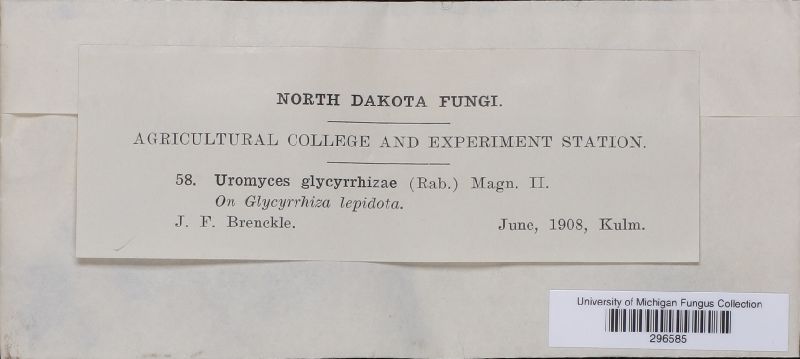 NORTH DAKOTA FUNGI.
AGRICULTURAL COLLEGE AND EXPERIMENT STATION.
58. Uromyces glycyrrhizae (Rab.) Magn. II.
On Glycyrrhiza lepidota.
J. F. Brenckle. June, 1908, Kulm.
University of Michigan Fungus Collection
296585